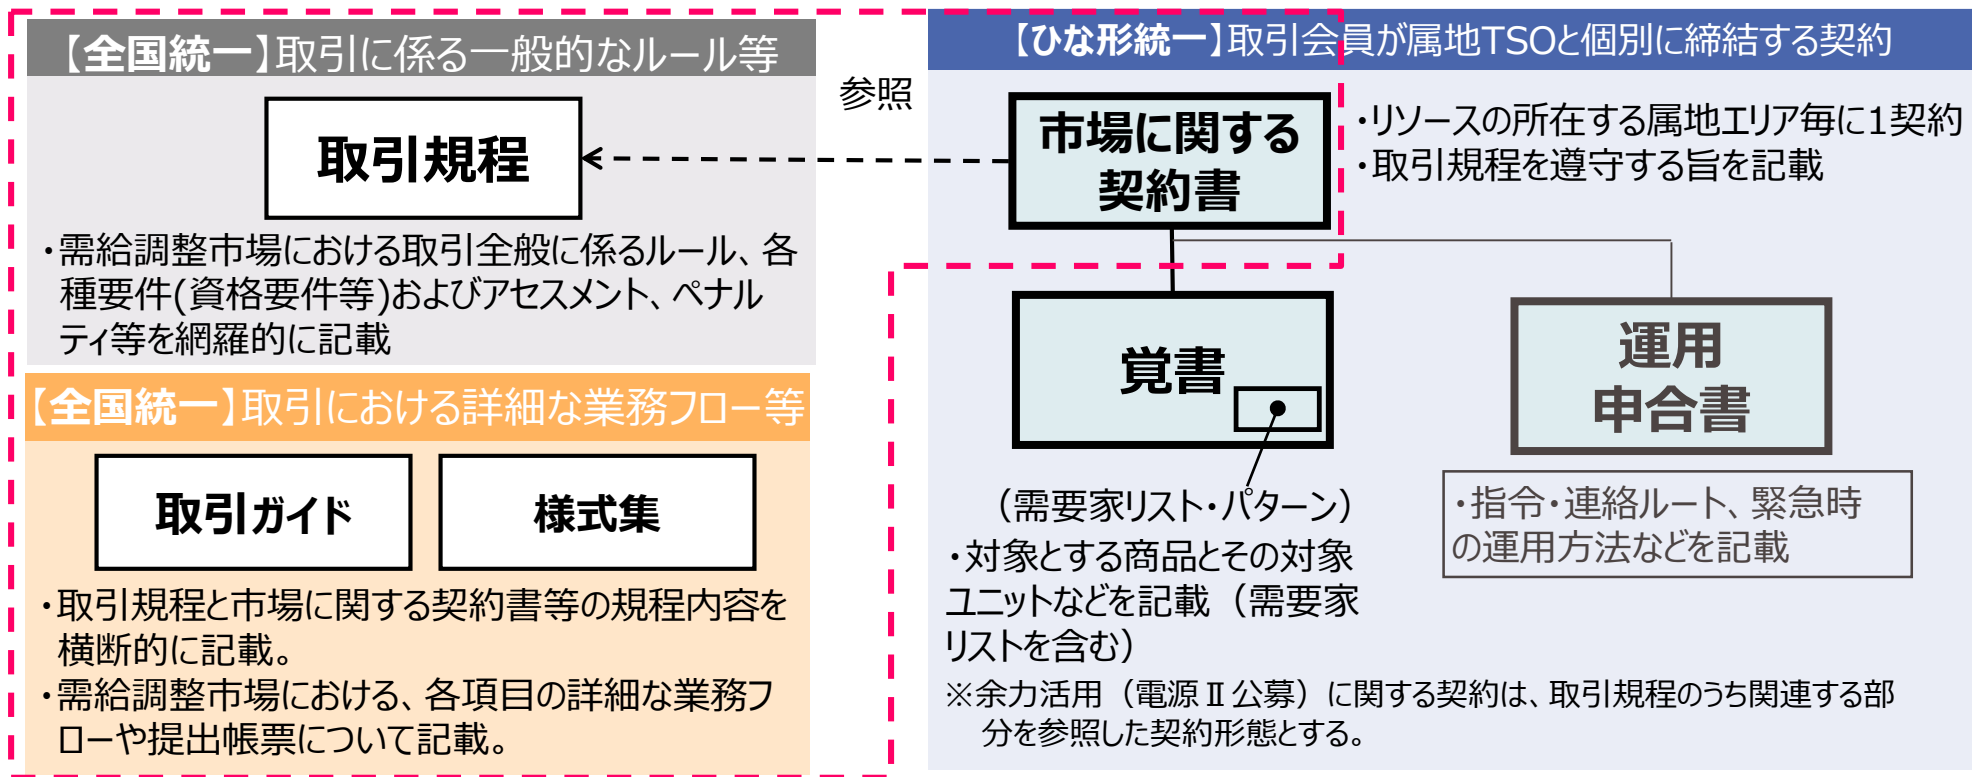 【全国統一】取引に係る一般的なルール等
取引規程
・需給調整市場における取引全般に係るルール、各
種要件(資格要件等)およびアセスメント、ペナル
ティ等を網羅的に記載
【全国統一】取引における詳細な業務フロー等
取引ガイド
様式集
・取引規程と市場に関する契約書等の規程内容を
横断的に記載。
・需給調整市場における、各項目の詳細な業務フ
ローや提出帳票について記載。
参照
【ひな形統一】取引会員が属地TSOと個別に締結する契約
市場に関する
契約書
・リソースの所在する属地エリア毎に1契約
・取引規程を遵守する旨を記載
覚書
運用
申合書
(需要家リスト・パターン)
・対象とする商品とその対象
ユニットなどを記載（需要家
リストを含む）
・指令・連絡ルート、緊急時
の運用方法などを記載
※余力活用（電源Ⅱ公募）に関する契約は、取引規程のうち関連する部
分を参照した契約形態とする。